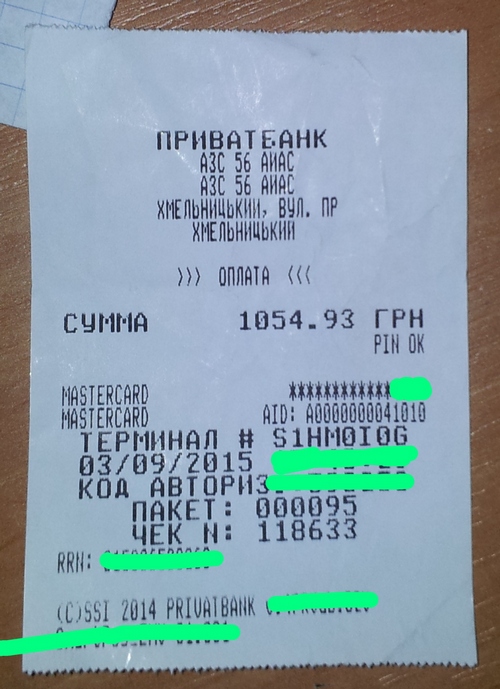 ПРИВАТБАНК
АЗС 56 АИАС
АЗС 56 АИАС
ХМЕЛЬНИЦЬКИЙ, ВУЛ. ПР
ХМЕЛЬНИЦЬКИЙ
>>> ОПЛАТА <<<
СУММА 1054.93 ГРН
PIN OK
MASTERCARD ************
MASTERCARD AID: A0000000041010
ТЕРМИНАЛ # S1HM0I0G
03/09/2015
КОД АВТОРИЗ
ПАКЕТ: 000095
ЧЕК N: 118633
RRN:
(C)SSI 2014 PRIVATBANK